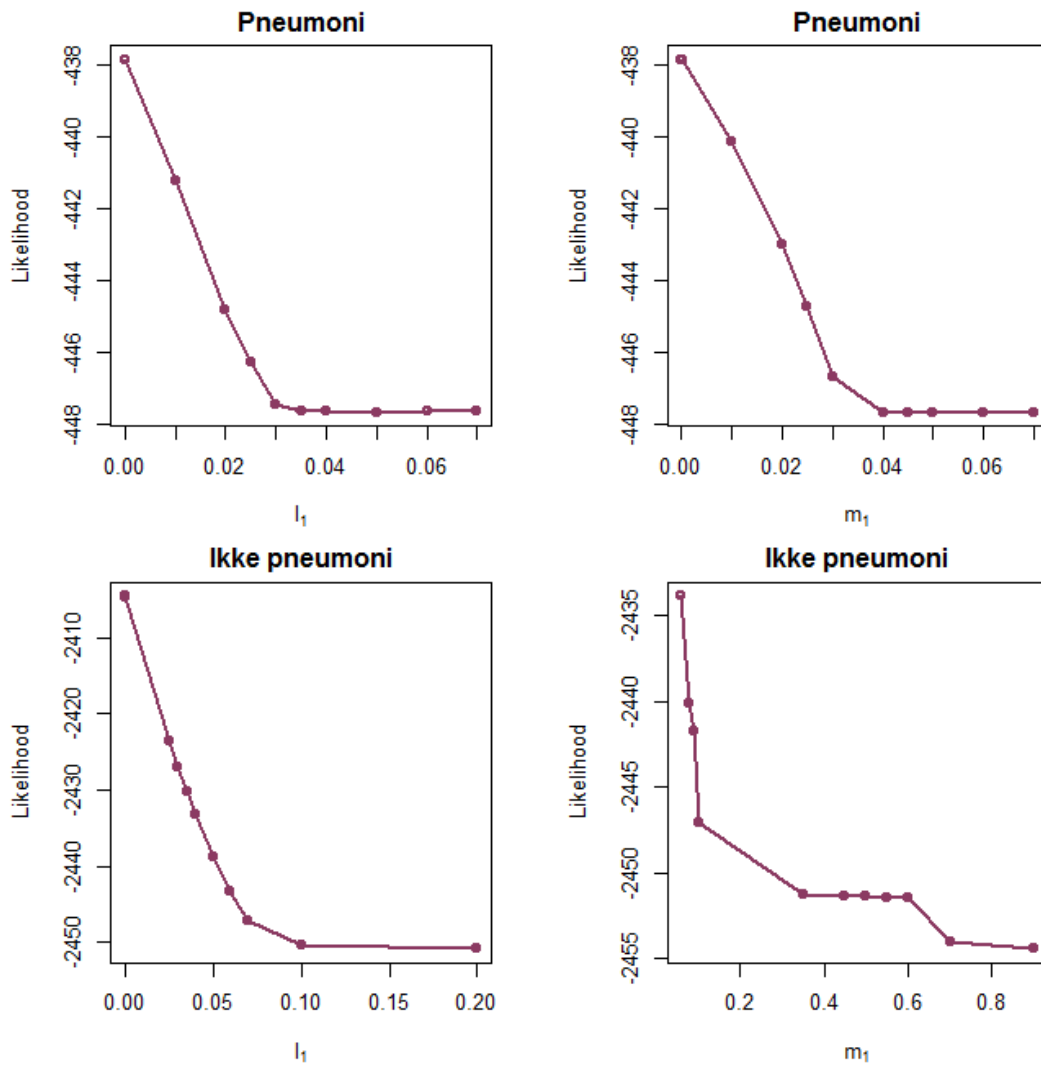 Pneumoni
Likelihood
-438
-440
-442
-444
-446
-448
0.00 0.02 0.04 0.06
l₁
Pneumoni
Likelihood
-438
-440
-442
-444
-446
-448
0.00 0.02 0.04 0.06
m₁
Ikke pneumoni
Likelihood
-2410
-2420
-2430
-2440
-2450
0.00 0.05 0.10 0.15 0.20
l₁
Ikke pneumoni
Likelihood
-2435
-2440
-2445
-2450
-2455
0.2 0.4 0.6 0.8
m₁